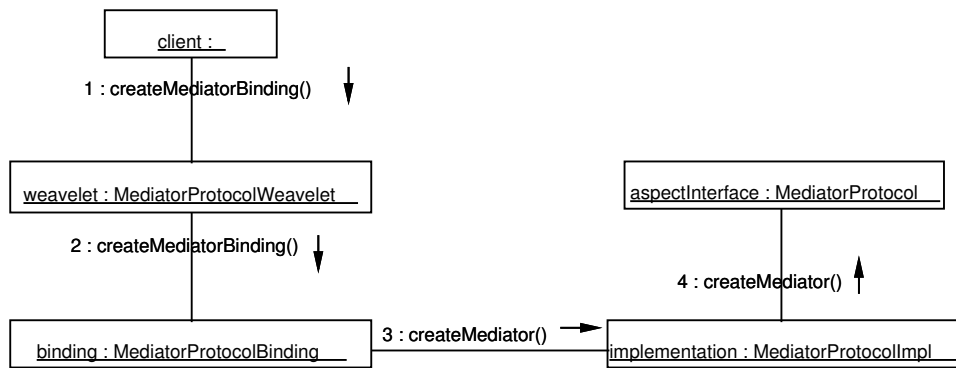 client :
1 : createMediatorBinding()
weavelet : MediatorProtocolWeavelet
aspectInterface : MediatorProtocol
2 : createMediatorBinding()
4 : createMediator()
3 : createMediator()
binding : MediatorProtocolBinding
implementation : MediatorProtocolImpl